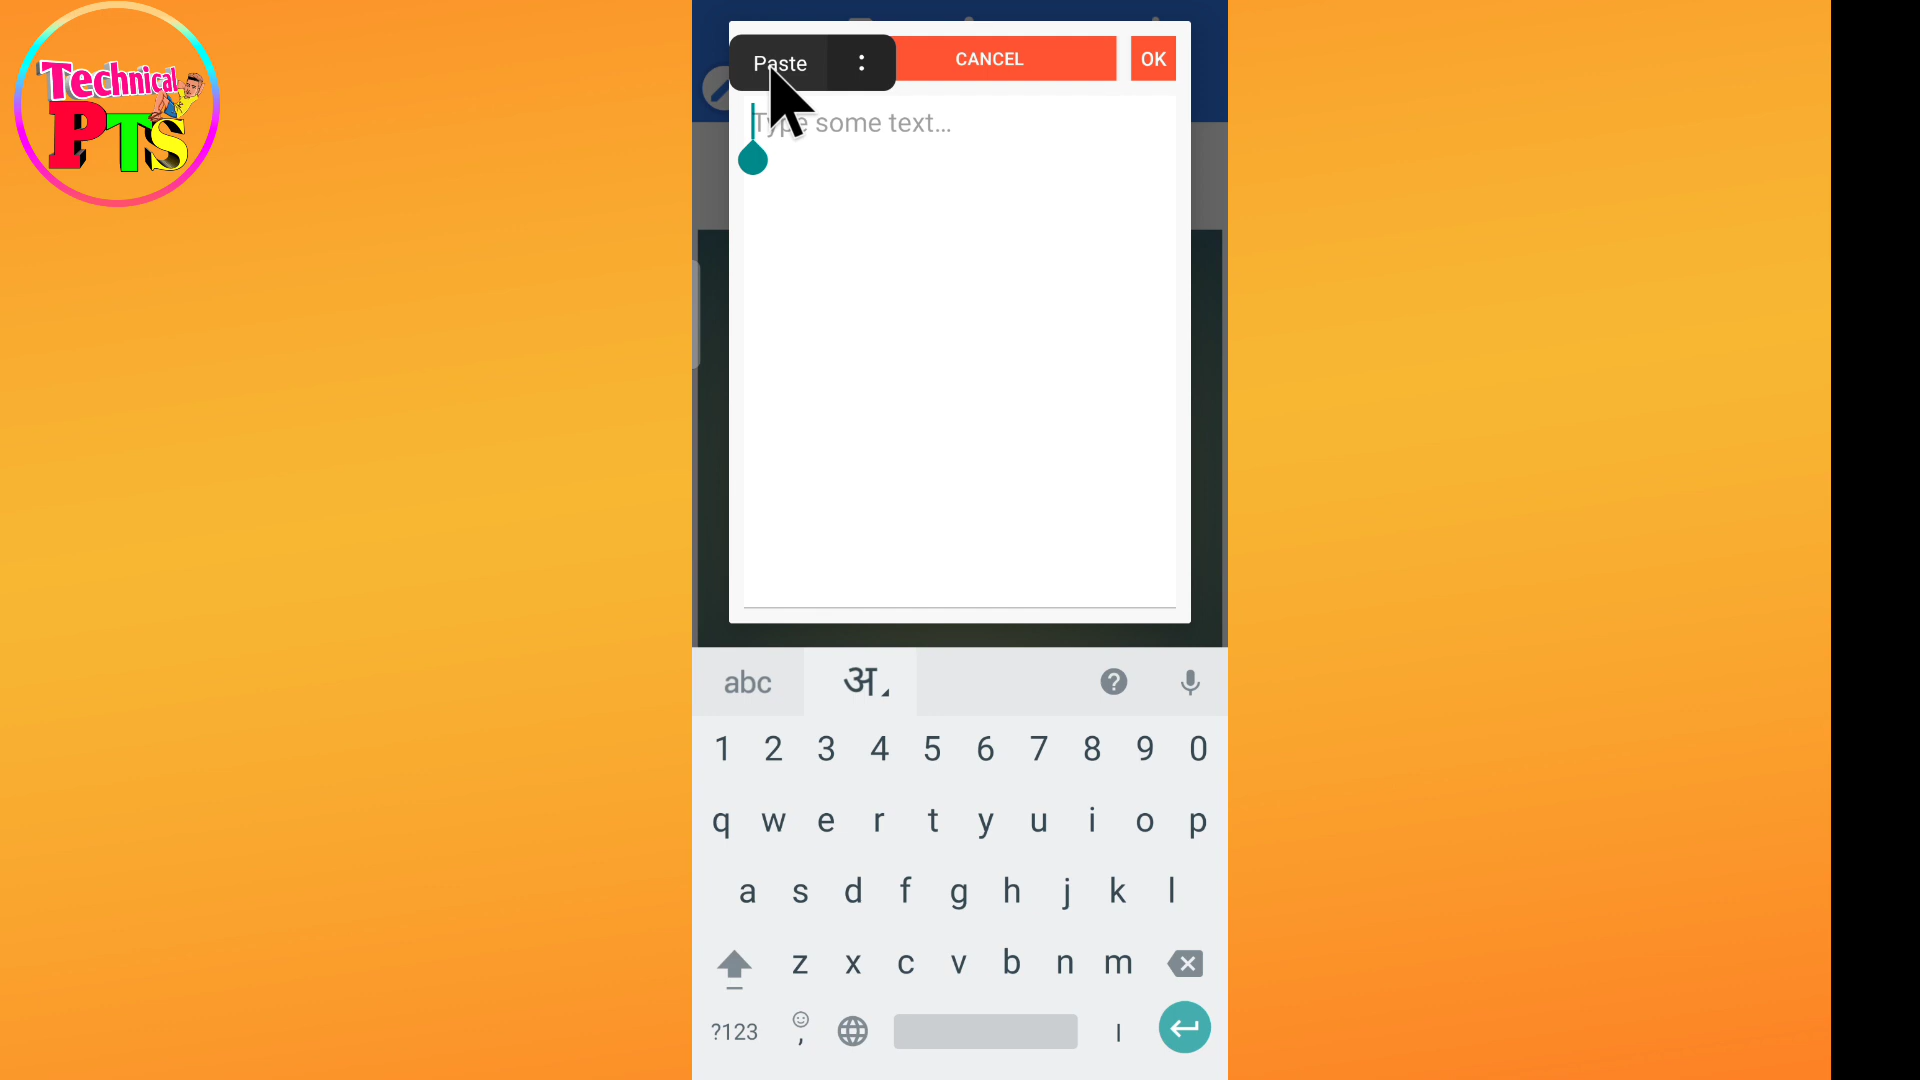 Technical
PTS
Paste
CANCEL
OK
Type some text...
abc
अ
1 2 3 4 5 6 7 8 9 0
q w e r t y u i o p
a s d f g h j k l
z x c v b n m
?123 , |